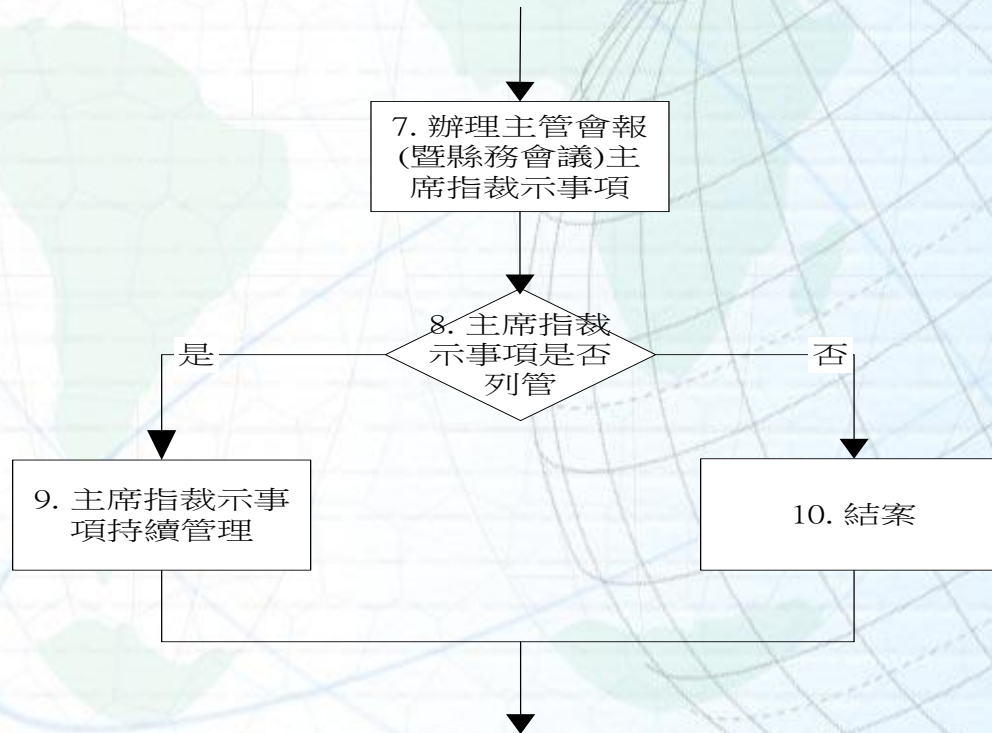 7. 辦理主管會報
(暨縣務會議)主
席指裁示事項
8. 主席指裁
示事項是否
列管
是
否
9. 主席指裁示事
項持續管理
10. 結案